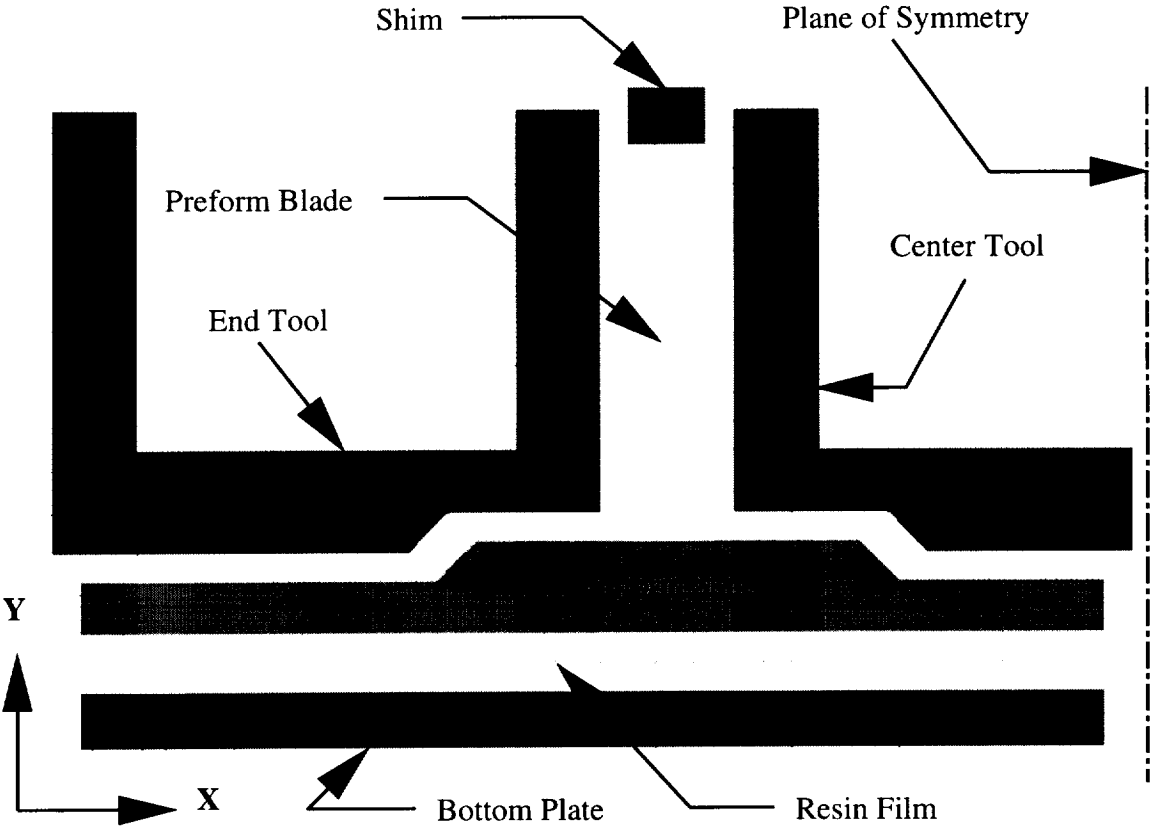 Shim
Plane of Symmetry
Preform Blade
Center Tool
End Tool
Y
X
Bottom Plate
Resin Film